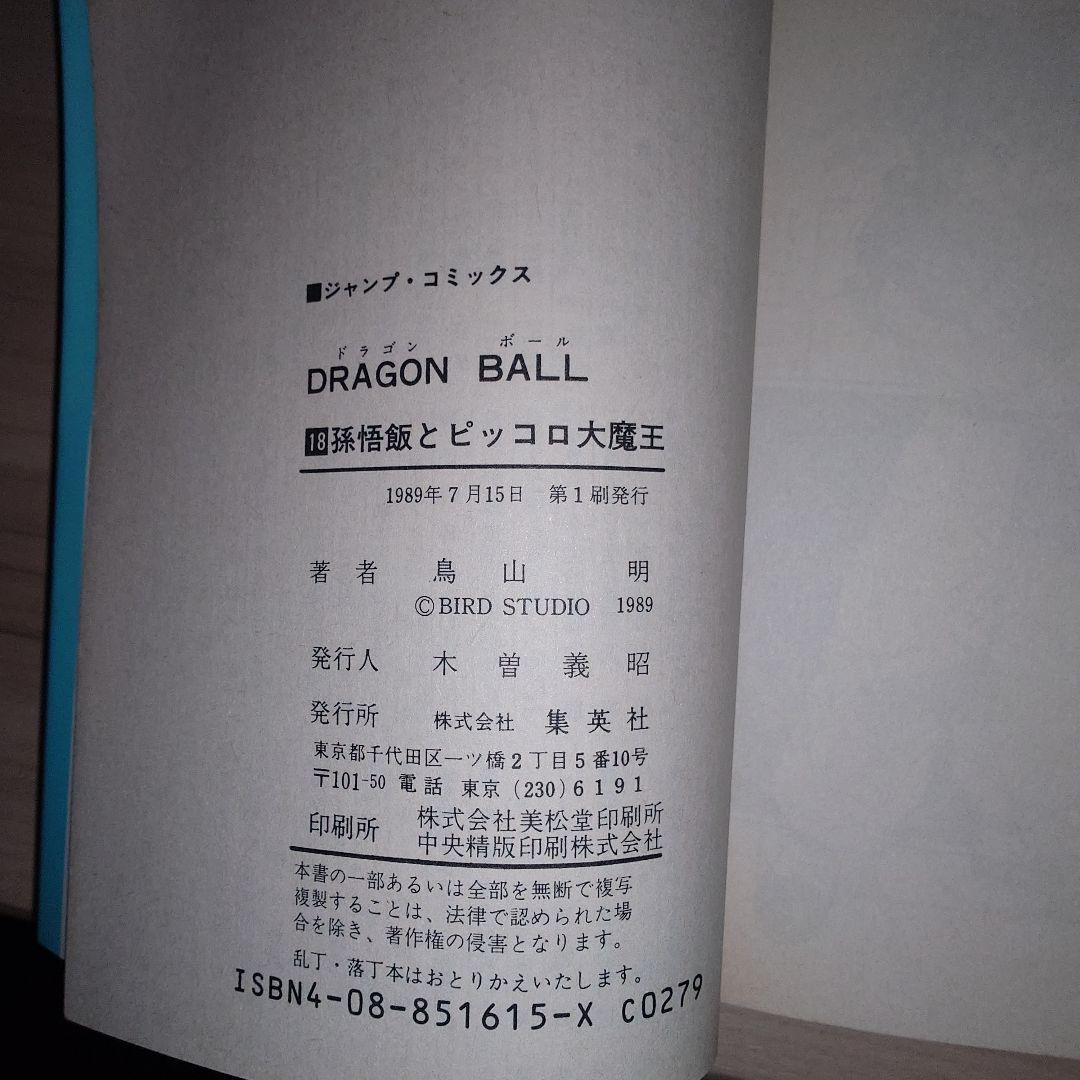 ■ジャンプ・コミックス
ドラゴン ボール
DRAGON BALL
18孫悟飯とピッコロ大魔王
1989年7月15日 第1刷発行
著者 鳥山 明
©BIRD STUDIO 1989
発行人 木曽義昭
発行所 株式会社 集英社
東京都千代田区一ツ橋2丁目5番10号
〒101-50 電話 東京 (230) 6191
印刷所 株式会社美松堂印刷所
中央精版印刷株式会社
本書の一部あるいは全部を無断で複写
複製することは、法律で認められた場
合を除き、著作権の侵害となります。
乱丁・落丁本はおとりかえいたします。
ISBN4-08-851615-X C0279